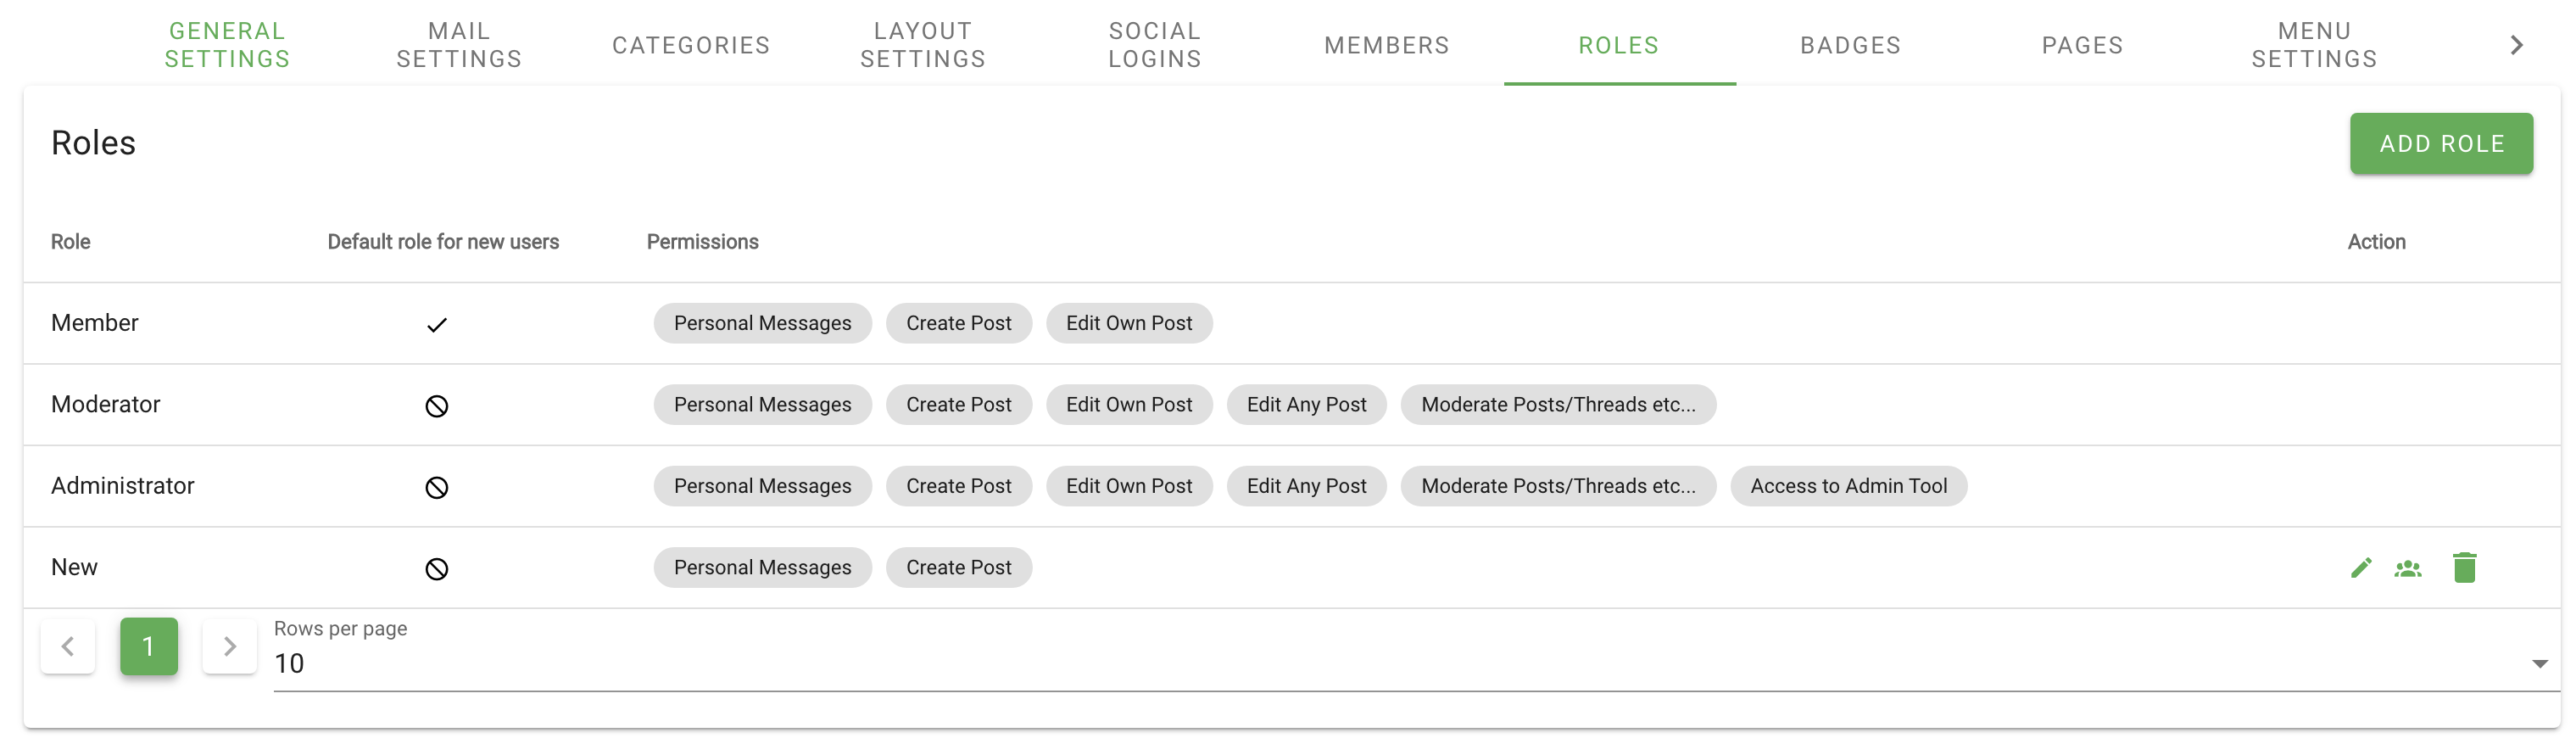 GENERAL SETTINGS
MAIL SETTINGS
CATEGORIES
LAYOUT SETTINGS
SOCIAL LOGINS
MEMBERS
ROLES
BADGES
PAGES
MENU SETTINGS
Roles
ADD ROLE
Role Default role for new users Permissions Action
Member Personal Messages Create Post Edit Own Post
Moderator Personal Messages Create Post Edit Own Post Edit Any Post Moderate Posts/Threads etc...
Administrator Personal Messages Create Post Edit Own Post Edit Any Post Moderate Posts/Threads etc... Access to Admin Tool
New Personal Messages Create Post
1
Rows per page
10